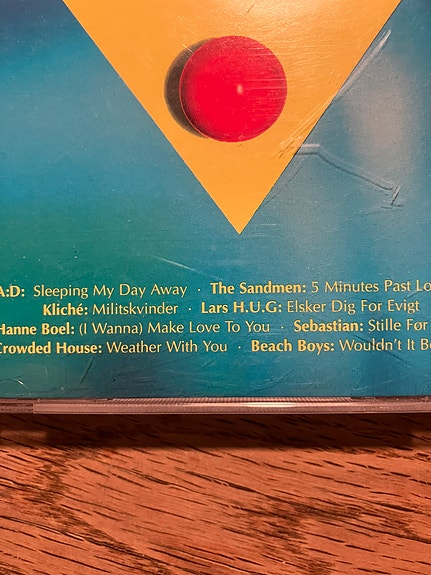 A:D: Sleeping My Day Away · The Sandmen: 5 Minutes Past Lo
Kliché: Militskvinder · Lars H.U.G: Elsker Dig For Evigt
Hanne Boel: (I Wanna) Make Love To You · Sebastian: Stille Før
Crowded House: Weather With You · Beach Boys: Wouldn't It Be